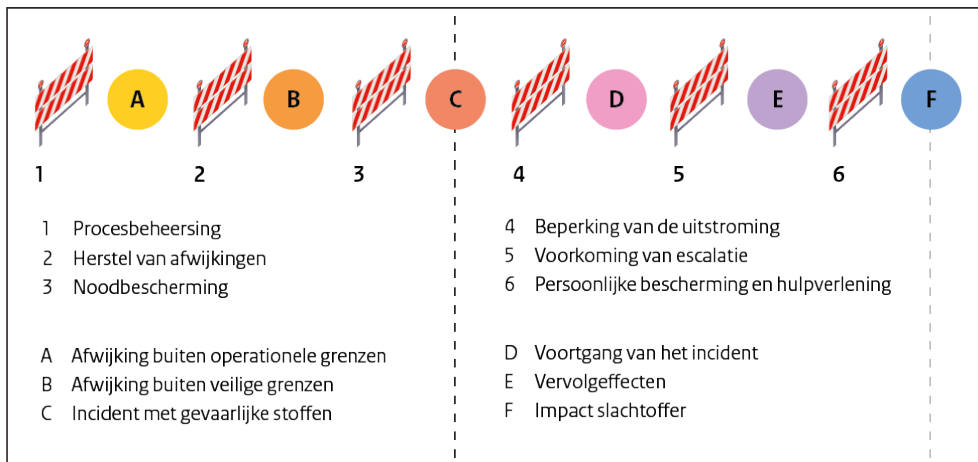 A
B
C
D
E
F
1
2
3
4
5
6
1 Procesbeheersing
2 Herstel van afwijkingen
3 Noodbescherming
4 Beperking van de uitstroming
5 Voorkoming van escalatie
6 Persoonlijke bescherming en hulpverlening
A Afwijking buiten operationele grenzen
B Afwijking buiten veilige grenzen
C Incident met gevaarlijke stoffen
D Voortgang van het incident
E Vervolgeffecten
F Impact slachtoffer